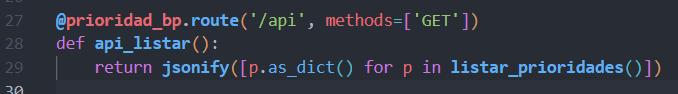 27 @prioridad_bp.route('/api', methods=['GET'])
28 def api_listar():
29     return jsonify([p.as_dict() for p in listar_prioridades()])
30